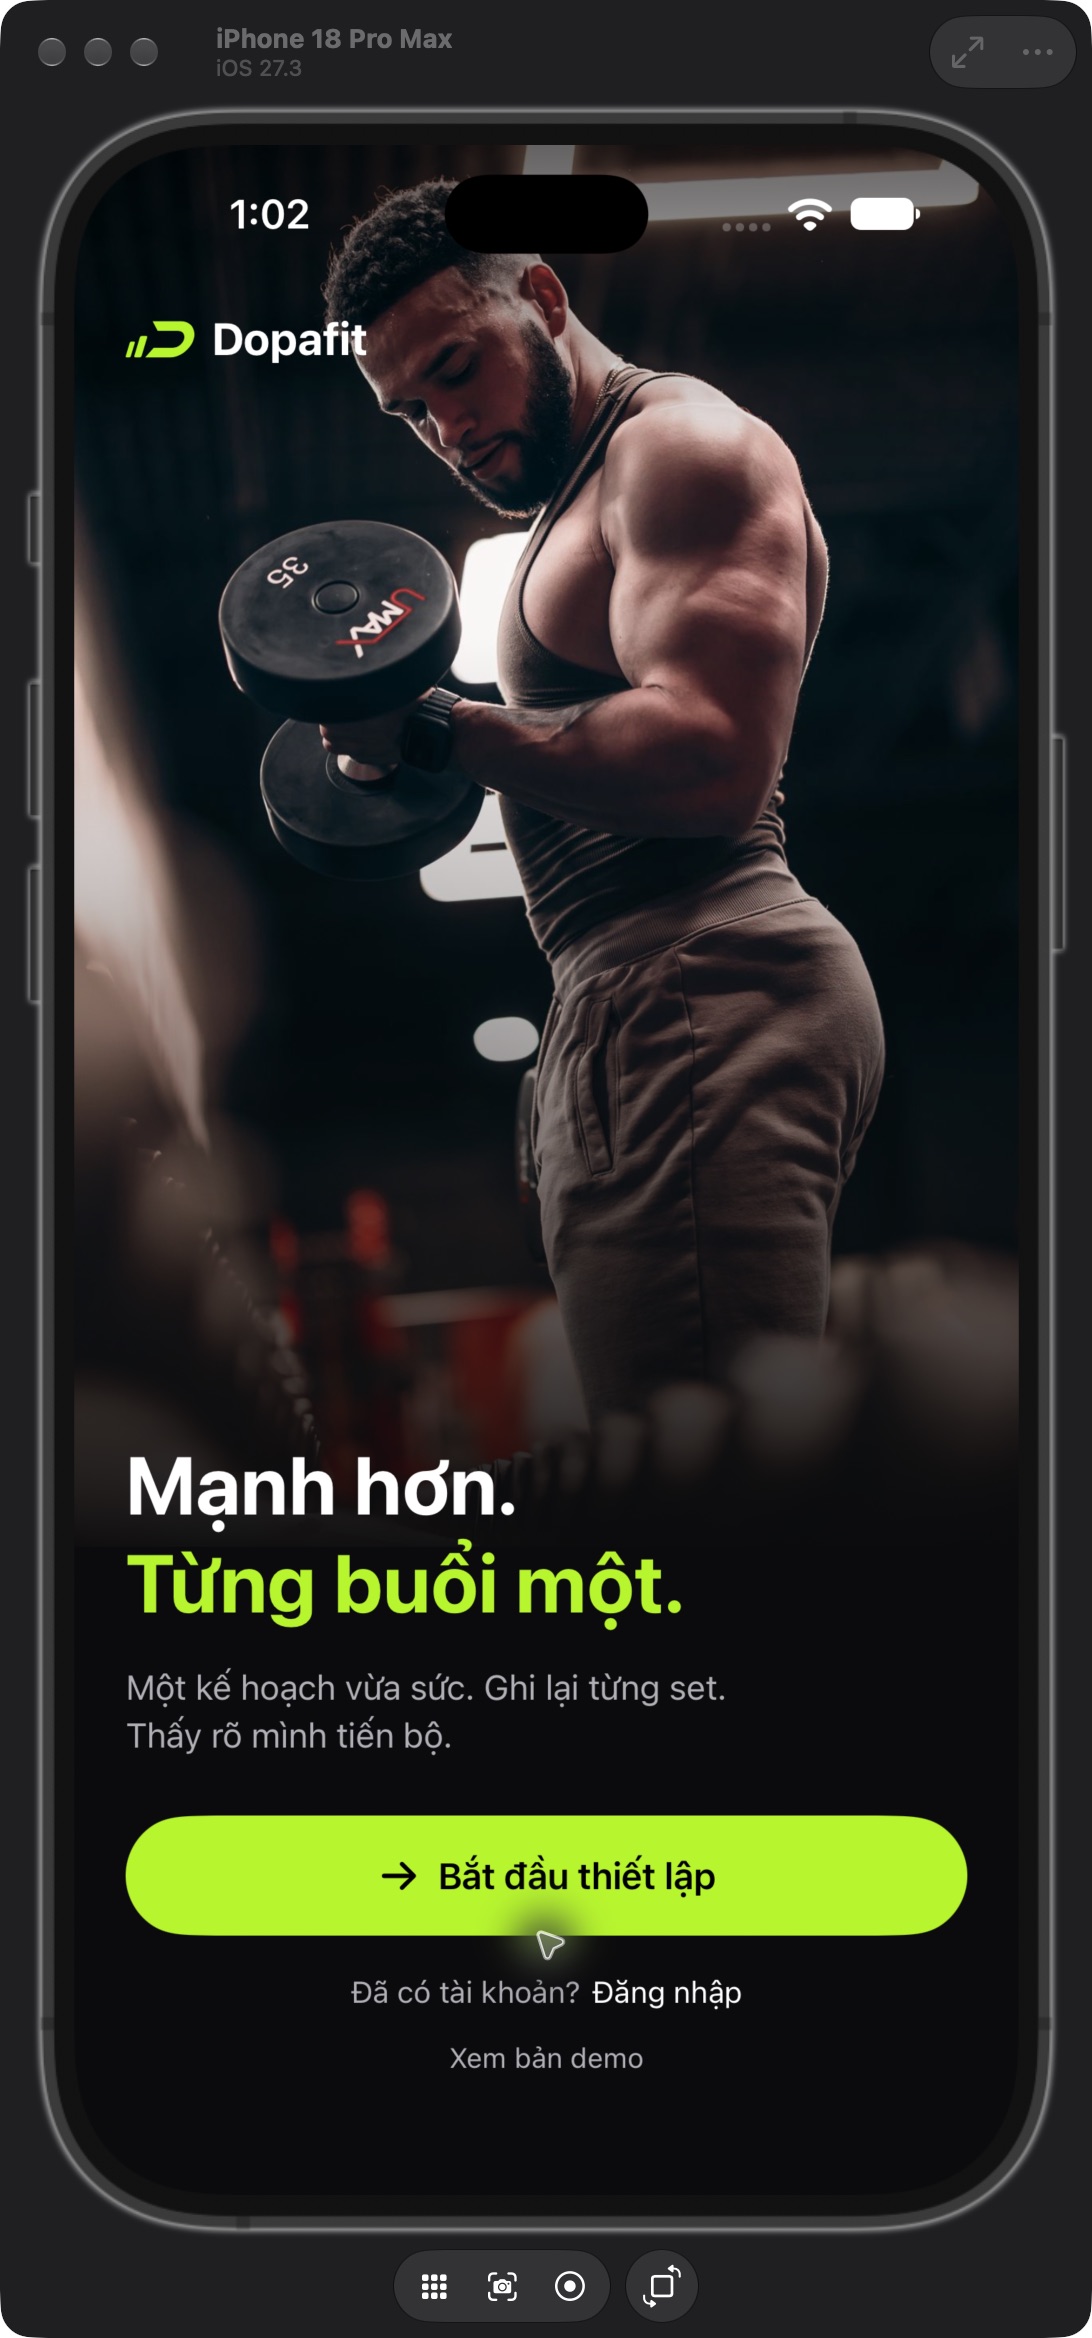 iPhone 18 Pro Max
iOS 27.3
1:02
Dopafit
35
UMAX
Mạnh hơn.
Từng buổi một.
Một kế hoạch vừa sức. Ghi lại từng set.
Thấy rõ mình tiến bộ.
→ Bắt đầu thiết lập
Đã có tài khoản? Đăng nhập
Xem bản demo